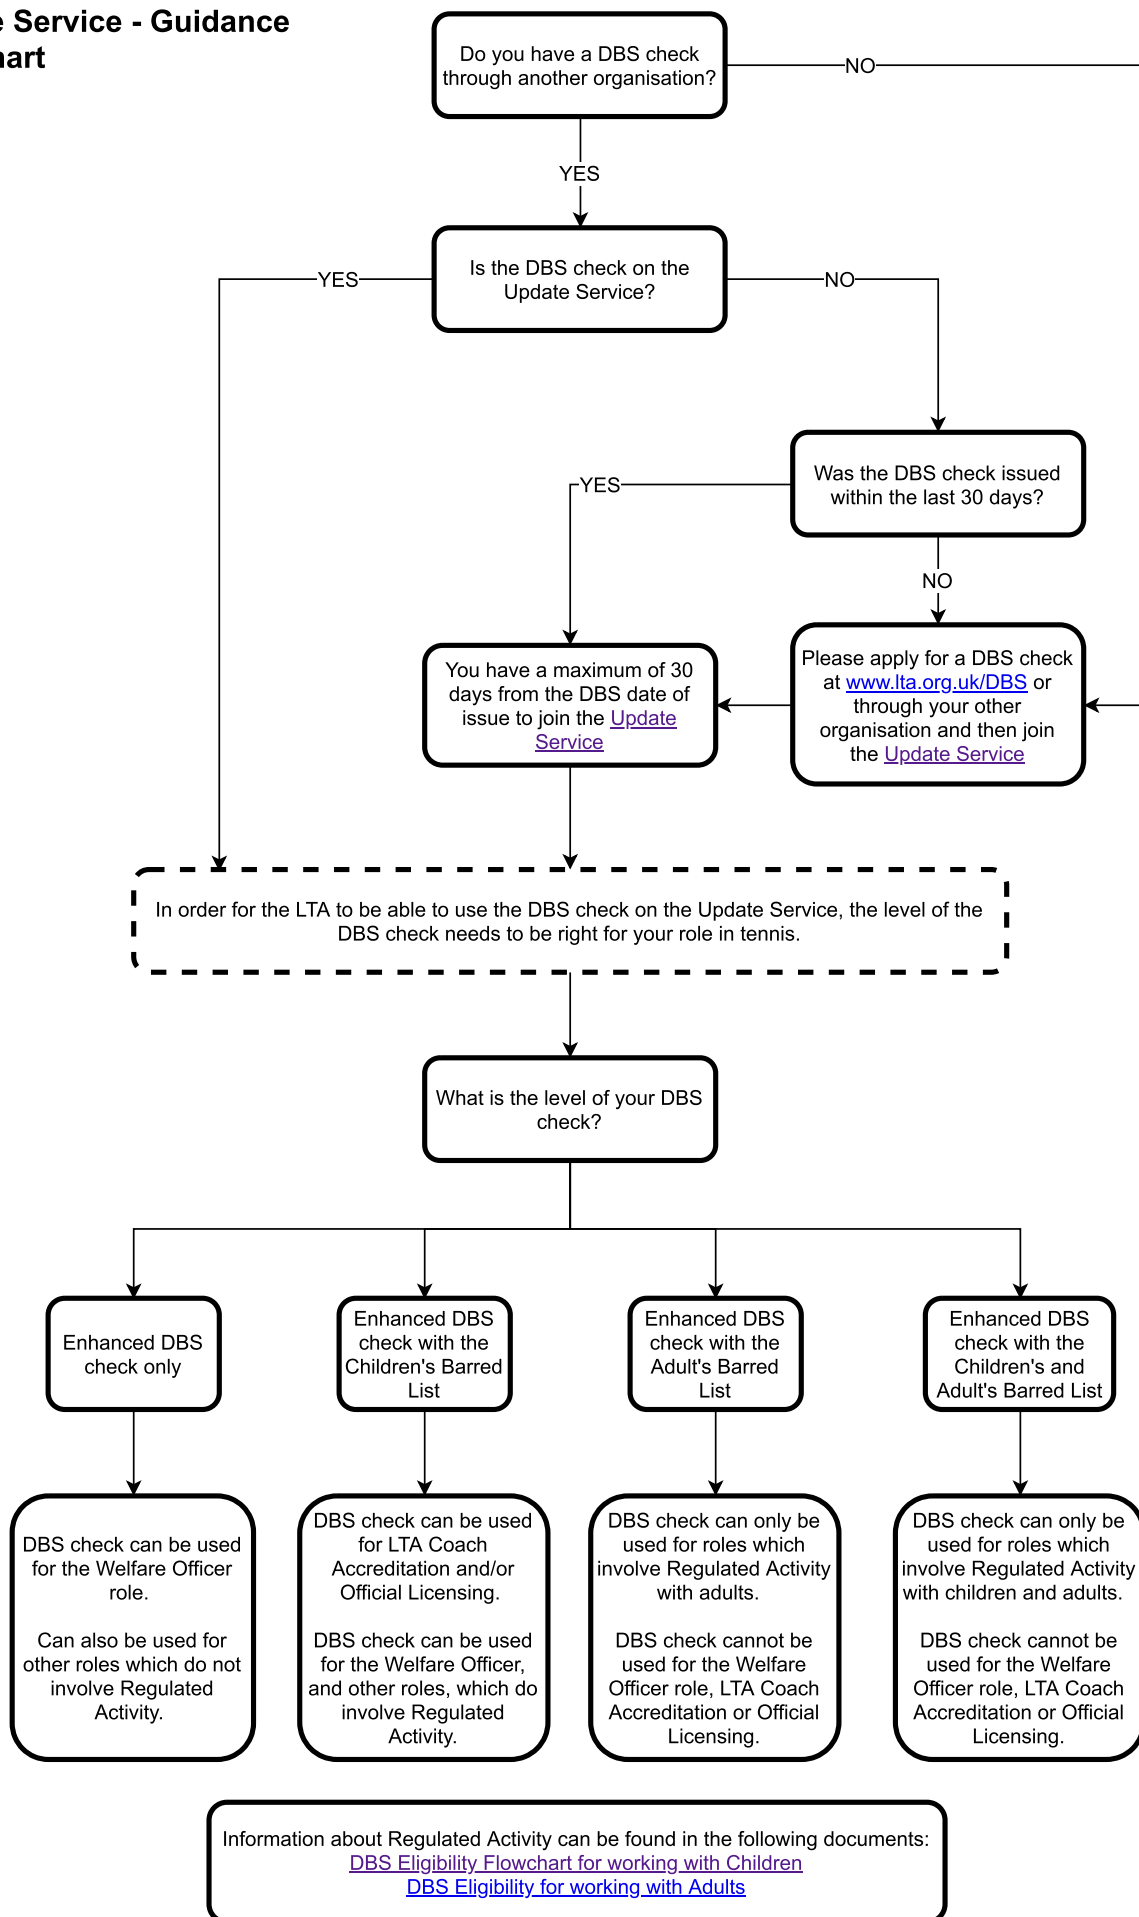 e Service - Guidance
hart
Do you have a DBS check
through another organisation?
NO
YES
Is the DBS check on the
Update Service?
YES
NO
Was the DBS check issued
within the last 30 days?
YES
NO
You have a maximum of 30
days from the DBS date of
issue to join the Update
Service
Please apply for a DBS check
at www.lta.org.uk/DBS or
through your other
organisation and then join
the Update Service
In order for the LTA to be able to use the DBS check on the Update Service, the level of the
DBS check needs to be right for your role in tennis.
What is the level of your DBS
check?
Enhanced DBS
check only
Enhanced DBS
check with the
Children's Barred
List
Enhanced DBS
check with the
Adult's Barred
List
Enhanced DBS
check with the
Children's and
Adult's Barred List
DBS check can be used
for the Welfare Officer
role.
Can also be used for
other roles which do not
involve Regulated
Activity.
DBS check can be used
for LTA Coach
Accreditation and/or
Official Licensing.
DBS check can be used
for the Welfare Officer,
and other roles, which do
involve Regulated
Activity.
DBS check can only be
used for roles which
involve Regulated Activity
with adults.
DBS check cannot be
used for the Welfare
Officer role, LTA Coach
Accreditation or Official
Licensing.
DBS check can only be
used for roles which
involve Regulated Activity
with children and adults.
DBS check cannot be
used for the Welfare
Officer role, LTA Coach
Accreditation or Official
Licensing.
Information about Regulated Activity can be found in the following documents:
DBS Eligibility Flowchart for working with Children
DBS Eligibility for working with Adults